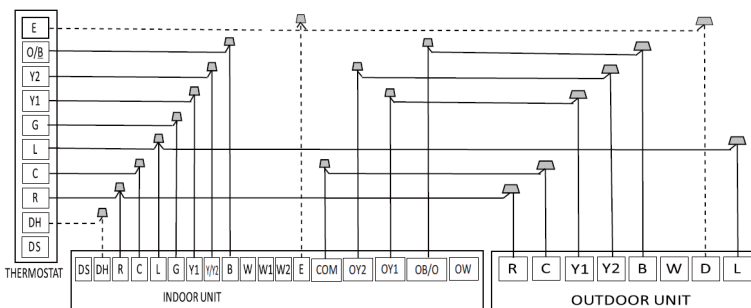 E
O/B
Y2
Y1
G
L
C
R
DH
DS
THERMOSTAT
DS DH R C L G Y1 Y/Y2 B W W1 W2 E COM OY2 OY1 OB/O OW
INDOOR UNIT
R C Y1 Y2 B W D L
OUTDOOR UNIT
E